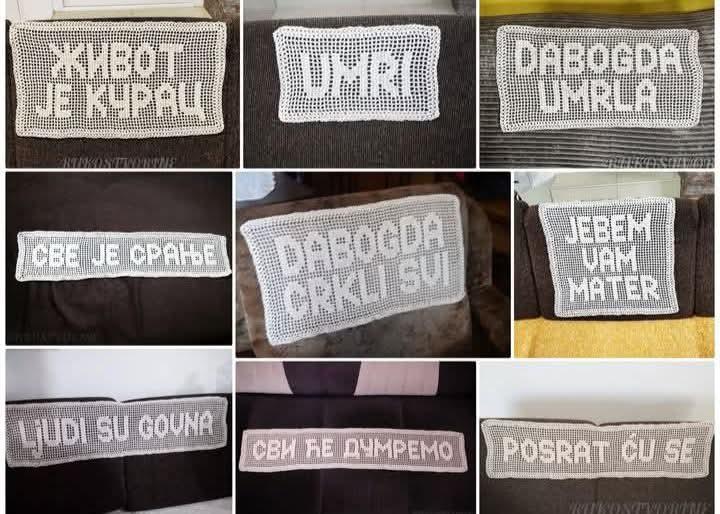 ЖИВОТ
ЈЕ КУРАЦ
UMRI
DABOGDA
UMRLA
СВЕ ЈЕ СРАЊЕ
DABOGDA
CRKLI SVI
JEBEM
VAM
MATER
LjUDI SU GOVNA
СВИ ЋЕ ДУМРЕМО
POSRAT ĆU SE